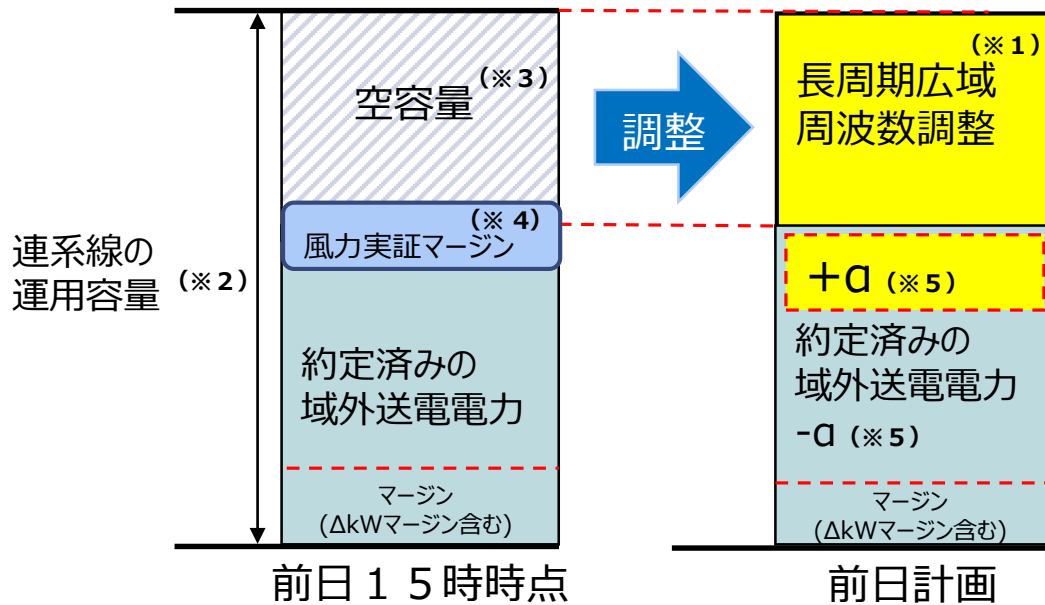 連系線の
運用容量 (※2)
空容量 (※3)
風力実証マージン (※4)
約定済みの
域外送電電力
マージン
(ΔkWマージン含む)
前日15時時点
調整
(※1)
長周期広域
周波数調整
+α (※5)
約定済みの
域外送電電力
-α (※5)
マージン
(ΔkWマージン含む)
前日計画